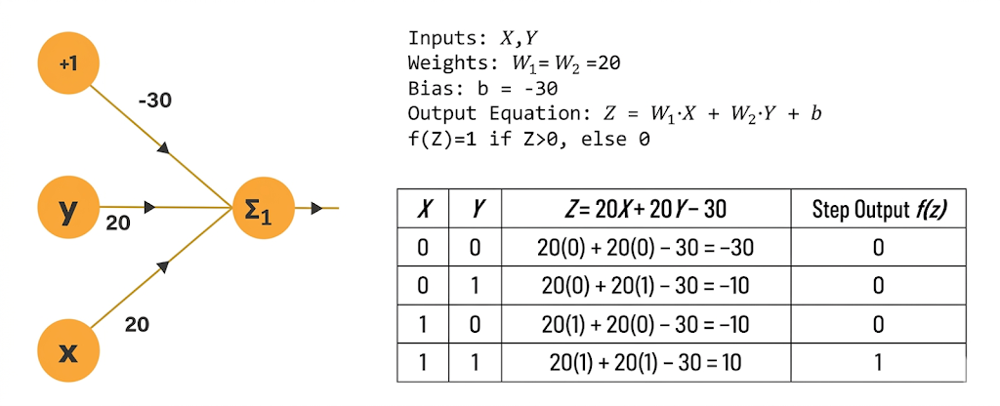 +1
-30
y
20
Σ₁
20
x
Inputs: X,Y
Weights: W₁= W₂ =20
Bias: b = -30
Output Equation: Z = W₁·X + W₂·Y + b
f(Z)=1 if Z>0, else 0
X Y Z= 20X+ 20Y– 30 Step Output f(z)
0 0 20(0) + 20(0) – 30 = –30 0
0 1 20(0) + 20(1) – 30 = –10 0
1 0 20(1) + 20(0) – 30 = –10 0
1 1 20(1) + 20(1) – 30 = 10 1